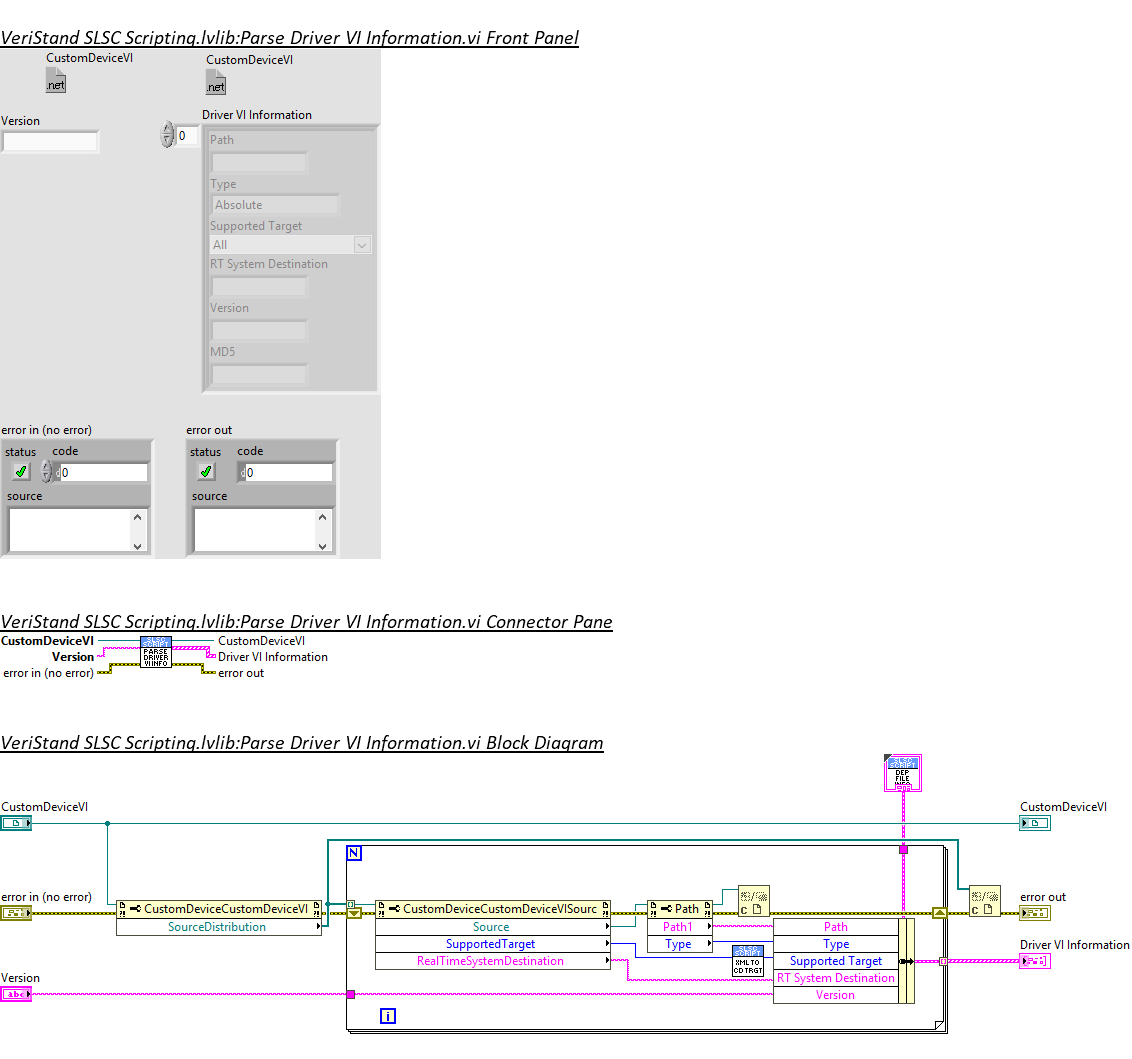 VeriStand SLSC Scripting.lvlib:Parse Driver VI Information.vi Front Panel
CustomDeviceVI
CustomDeviceVI
.net
.net
Version
Driver VI Information
0
Path
Type
Absolute
Supported Target
All
RT System Destination
Version
MD5
error in (no error)
error out
status code
status code
d0
d0
source
source
VeriStand SLSC Scripting.lvlib:Parse Driver VI Information.vi Connector Pane
CustomDeviceVI
Version
error in (no error)
SLSC
SCRIPT
PARSE
DRIVER
VI INFO
CustomDeviceVI
Driver VI Information
error out
VeriStand SLSC Scripting.lvlib:Parse Driver VI Information.vi Block Diagram
SLSC
SCRIPT
DEP
FILE
CustomDeviceVI
CustomDeviceVI
N
error in (no error)
error out
CustomDeviceCustomDeviceVI
SourceDistribution
CustomDeviceCustomDeviceVISourc
Source
SupportedTarget
RealTimeSystemDestination
Path
Path1
Type
C
C
SLSC
SCRIPT
XML TO
CD TRGT
Path
Type
Supported Target
RT System Destination
Version
Driver VI Information
Version
abc
i